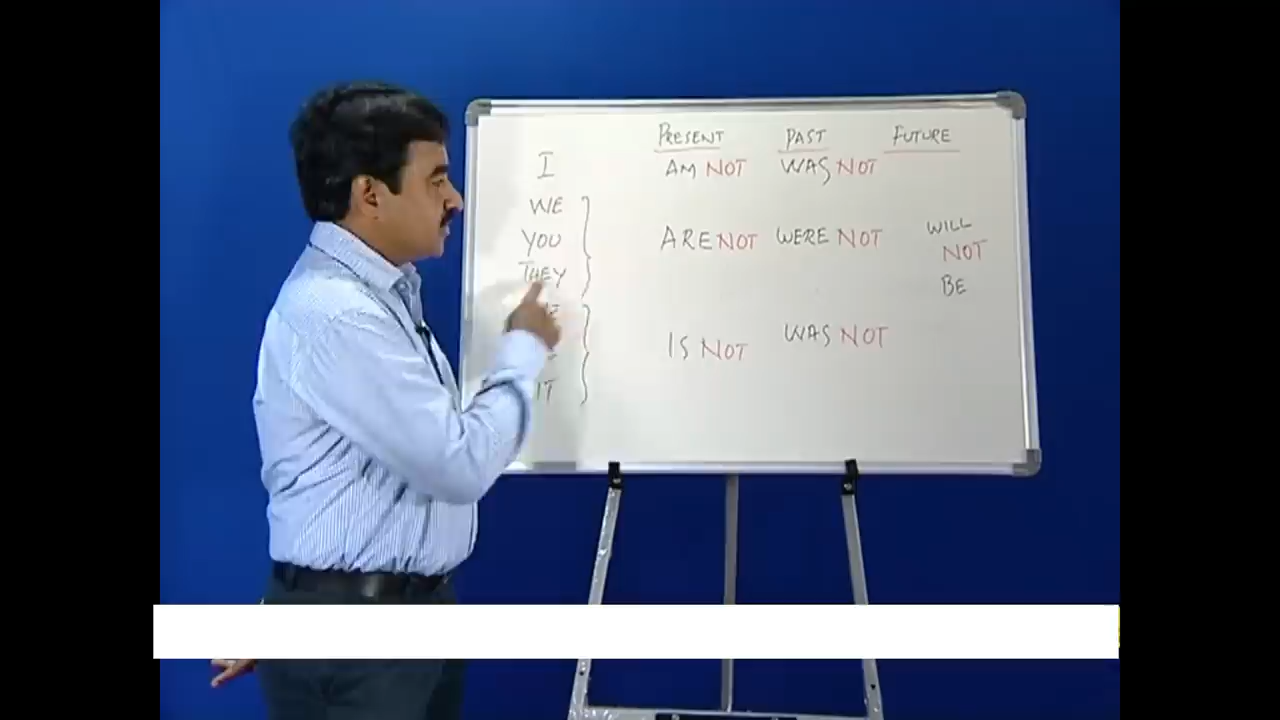 PRESENT PAST FUTURE
I AM NOT WAS NOT
WE
YOU ARE NOT WERE NOT WILL
NOT
THEY BE
IS NOT WAS NOT
IT